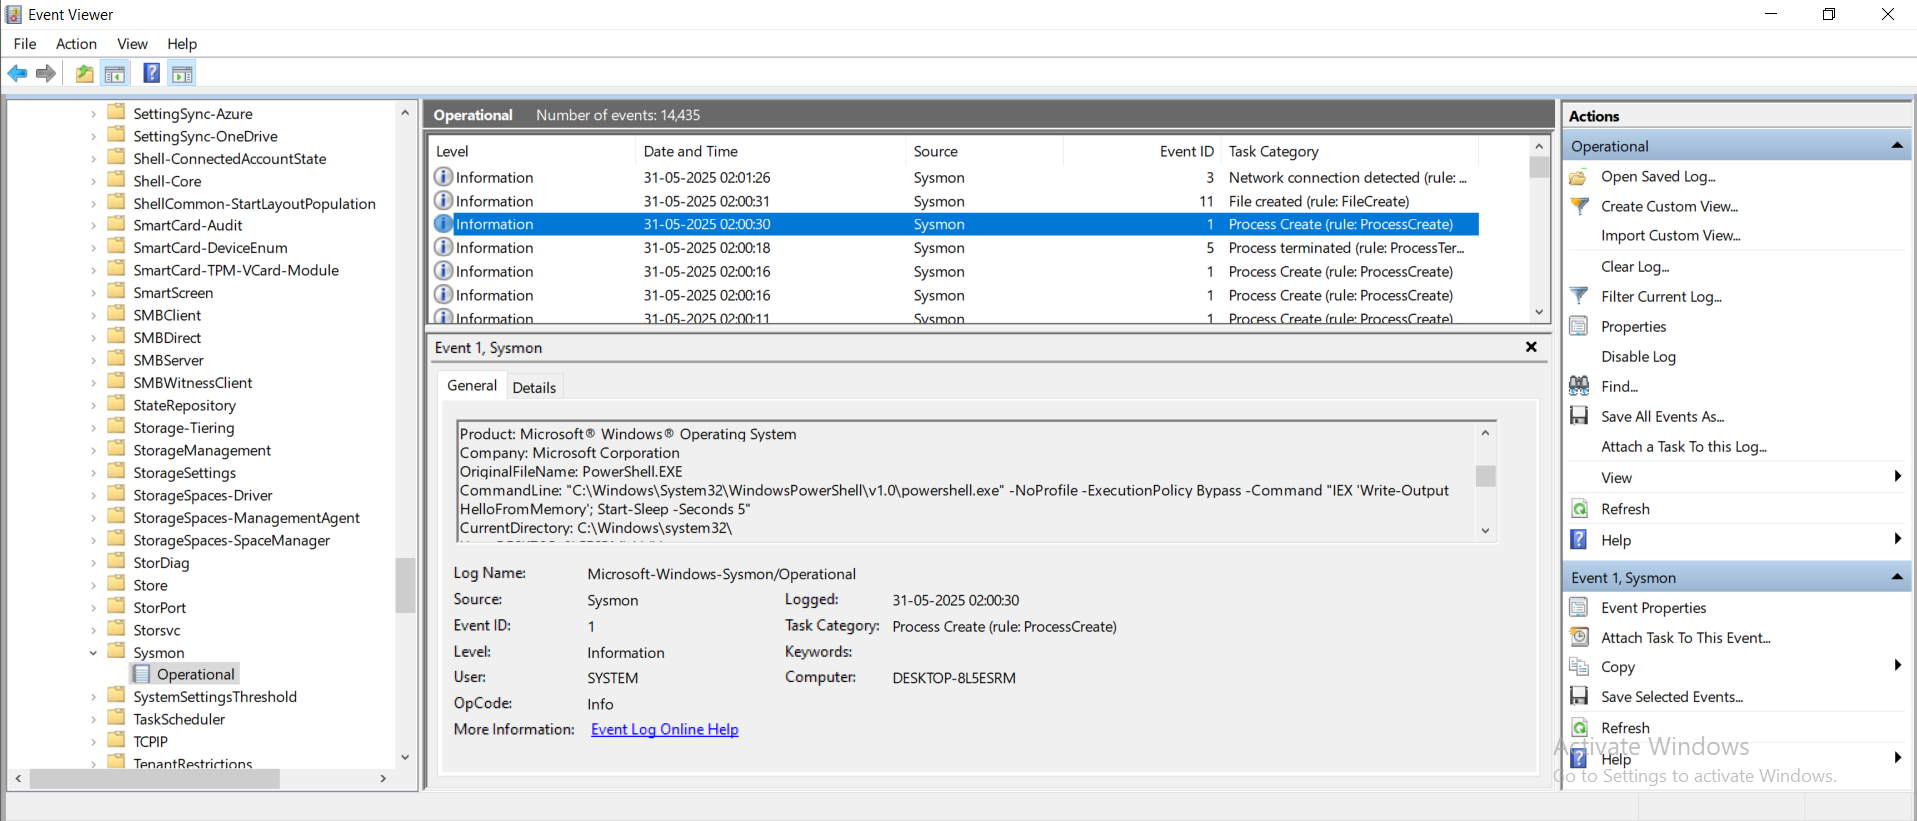 Event Viewer
File Action View Help
SettingSync-Azure
SettingSync-OneDrive
Shell-ConnectedAccountState
Shell-Core
ShellCommon-StartLayoutPopulation
SmartCard-Audit
SmartCard-DeviceEnum
SmartCard-TPM-VCard-Module
SmartScreen
SMBClient
SMBDirect
SMBServer
SMBWitnessClient
StateRepository
Storage-Tiering
StorageManagement
StorageSettings
StorageSpaces-Driver
StorageSpaces-ManagementAgent
StorageSpaces-SpaceManager
StorDiag
Store
StorPort
Storsvc
Sysmon
Operational
SystemSettingsThreshold
TaskScheduler
TCPIP
TenantRestrictions
Operational Number of events: 14,435
Level Date and Time Source Event ID Task Category
Information 31-05-2025 02:01:26 Sysmon 3 Network connection detected (rule: ...
Information 31-05-2025 02:00:31 Sysmon 11 File created (rule: FileCreate)
Information 31-05-2025 02:00:30 Sysmon 1 Process Create (rule: ProcessCreate)
Information 31-05-2025 02:00:18 Sysmon 5 Process terminated (rule: ProcessTer...
Information 31-05-2025 02:00:16 Sysmon 1 Process Create (rule: ProcessCreate)
Information 31-05-2025 02:00:16 Sysmon 1 Process Create (rule: ProcessCreate)
Information 31-05-2025 02:00:11 Sysmon 1 Process Create (rule: ProcessCreate)
Event 1, Sysmon
General Details
Product: Microsoft® Windows® Operating System
Company: Microsoft Corporation
OriginalFileName: PowerShell.EXE
CommandLine: "C:\Windows\System32\WindowsPowerShell\v1.0\powershell.exe" -NoProfile -ExecutionPolicy Bypass -Command "IEX 'Write-Output
HelloFromMemory'; Start-Sleep -Seconds 5"
CurrentDirectory: C:\Windows\system32\
Log Name: Microsoft-Windows-Sysmon/Operational
Source: Sysmon Logged: 31-05-2025 02:00:30
Event ID: 1 Task Category: Process Create (rule: ProcessCreate)
Level: Information Keywords:
User: SYSTEM Computer: DESKTOP-8L5ESRM
OpCode: Info
More Information: Event Log Online Help
Actions
Operational
Open Saved Log...
Create Custom View...
Import Custom View...
Clear Log...
Filter Current Log...
Properties
Disable Log
Find...
Save All Events As...
Attach a Task To this Log...
View
Refresh
Help
Event 1, Sysmon
Event Properties
Attach Task To This Event...
Copy
Save Selected Events...
Refresh
Help
Activate Windows
Go to Settings to activate Windows.